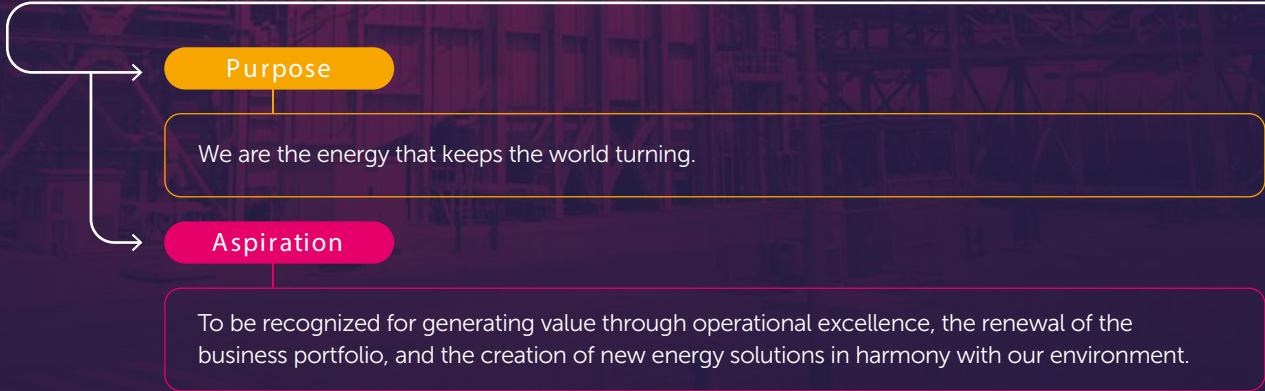 Purpose
We are the energy that keeps the world turning.
Aspiration
To be recognized for generating value through operational excellence, the renewal of the
business portfolio, and the creation of new energy solutions in harmony with our environment.